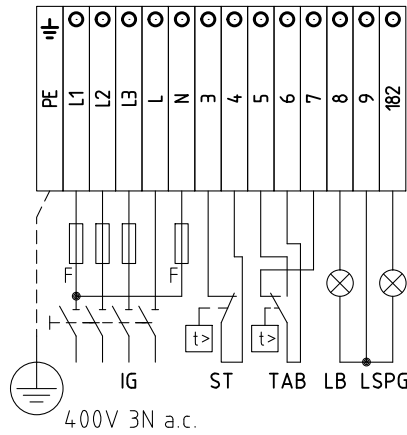 PE L1 L2 L3 L N 3 4 5 6 7 8 9 182
F F
t> t>
IG ST TAB LB LSPG
400V 3N a.c.